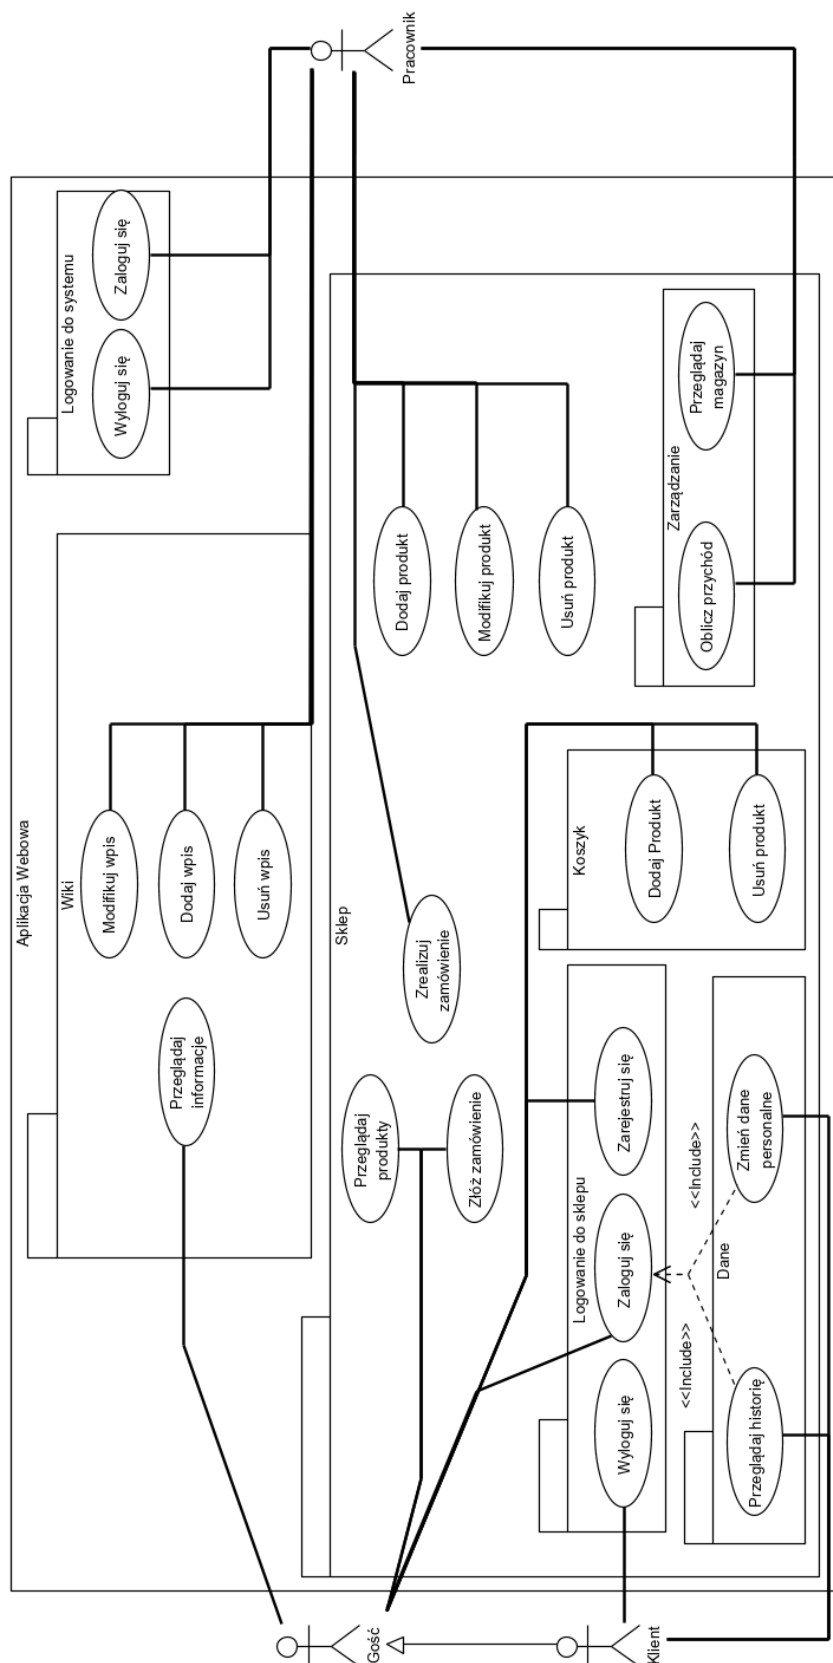 Aplikacja Webowa
Wiki
Przeglądaj
informacje
Modifikuj wpis
Dodaj wpis
Usuń wpis
Logowanie do systemu
Wyloguj się
Zaloguj się
Pracownik
Sklep
Przeglądaj
produkty
Złóż zamówienie
Zrealizuj
zamówienie
Dodaj produkt
Modifikuj produkt
Usuń produkt
Gość
Klient
Logowanie do sklepu
Wyloguj się
Zaloguj się
Zarejestruj się
Koszyk
Dodaj Produkt
Usuń produkt
Zarządzanie
Oblicz przychód
Przeglądaj
magazyn
<<Include>>
<<Include>>
Dane
Przeglądaj historię
Zmień dane
personalne